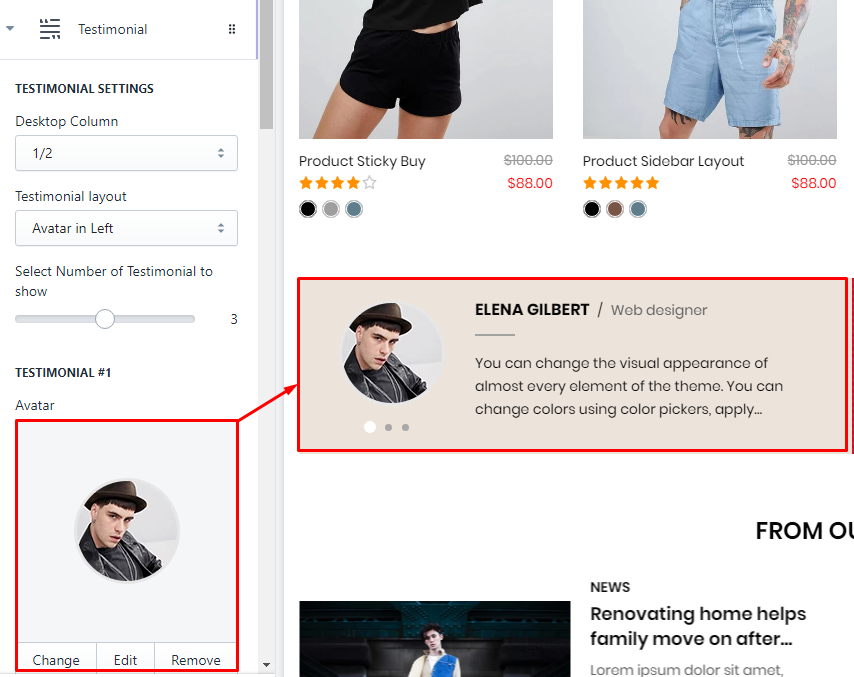 Testimonial
TESTIMONIAL SETTINGS
Desktop Column
1/2
Testimonial layout
Avatar in Left
Select Number of Testimonial to
show
3
TESTIMONIAL #1
Avatar
Change Edit Remove
Product Sticky Buy $100.00
$88.00
Product Sidebar Layout $100.00
$88.00
ELENA GILBERT / Web designer
You can change the visual appearance of
almost every element of the theme. You can
change colors using color pickers, apply...
FROM OU
NEWS
Renovating home helps
family move on after...
Lorem ipsum dolor sit amet,